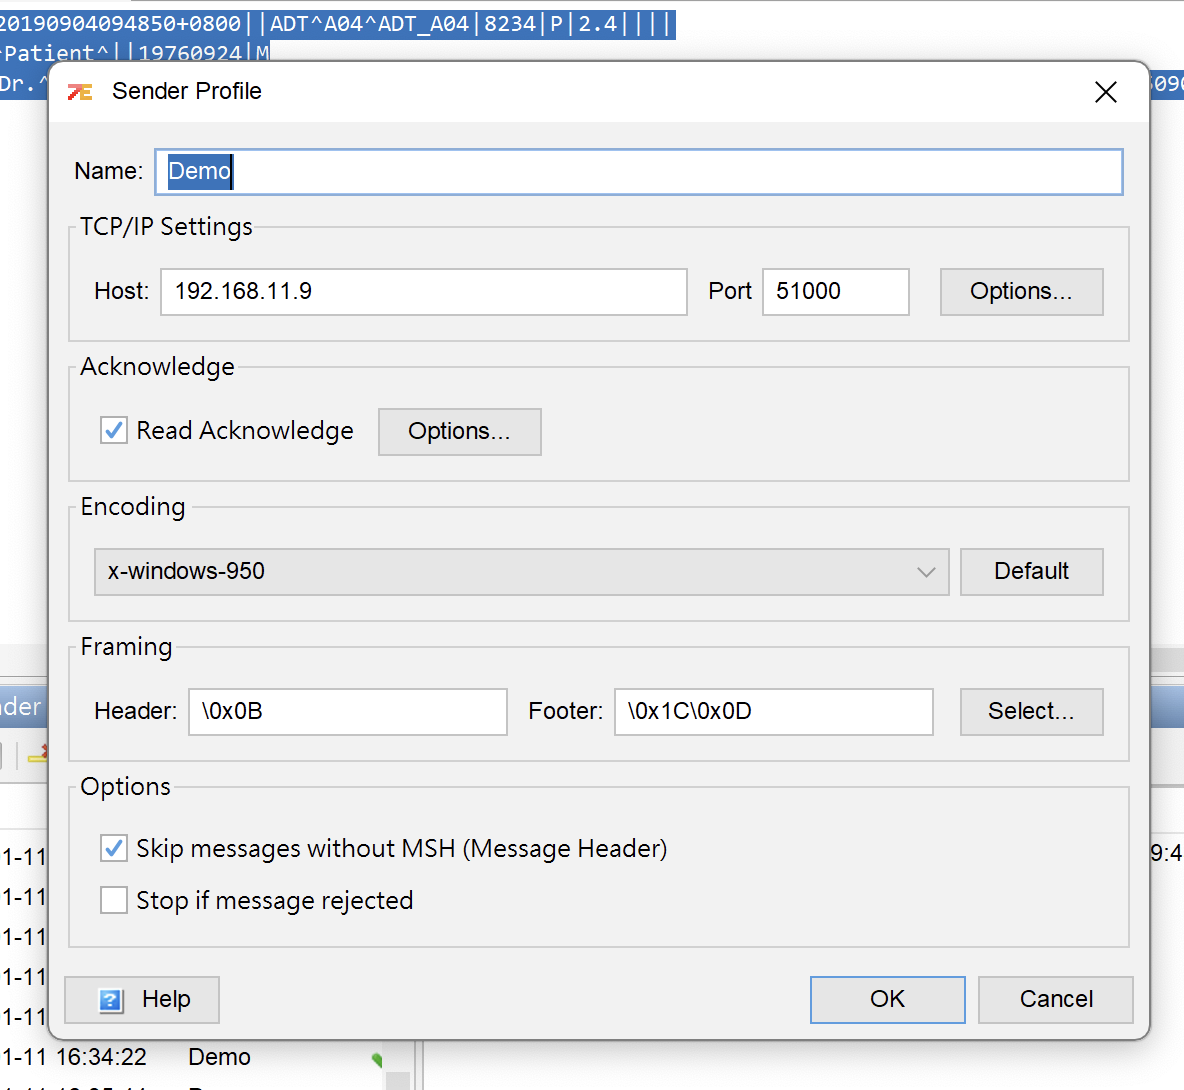 20190904094850+0800||ADT^A04^ADT_A04|8234|P|2.4||||
^Patient^||19760924|M
Dr.^
Sender Profile
Name: Demo
TCP/IP Settings
Host: 192.168.11.9 Port 51000 Options...
Acknowledge
Read Acknowledge Options...
Encoding
x-windows-950 Default
Framing
Header: \0x0B Footer: \0x1C\0x0D Select...
Options
Skip messages without MSH (Message Header)
Stop if message rejected
Help OK Cancel
nder
1-11 9:4
1-11
1-11
1-11
1-11
1-11 16:34:22 Demo